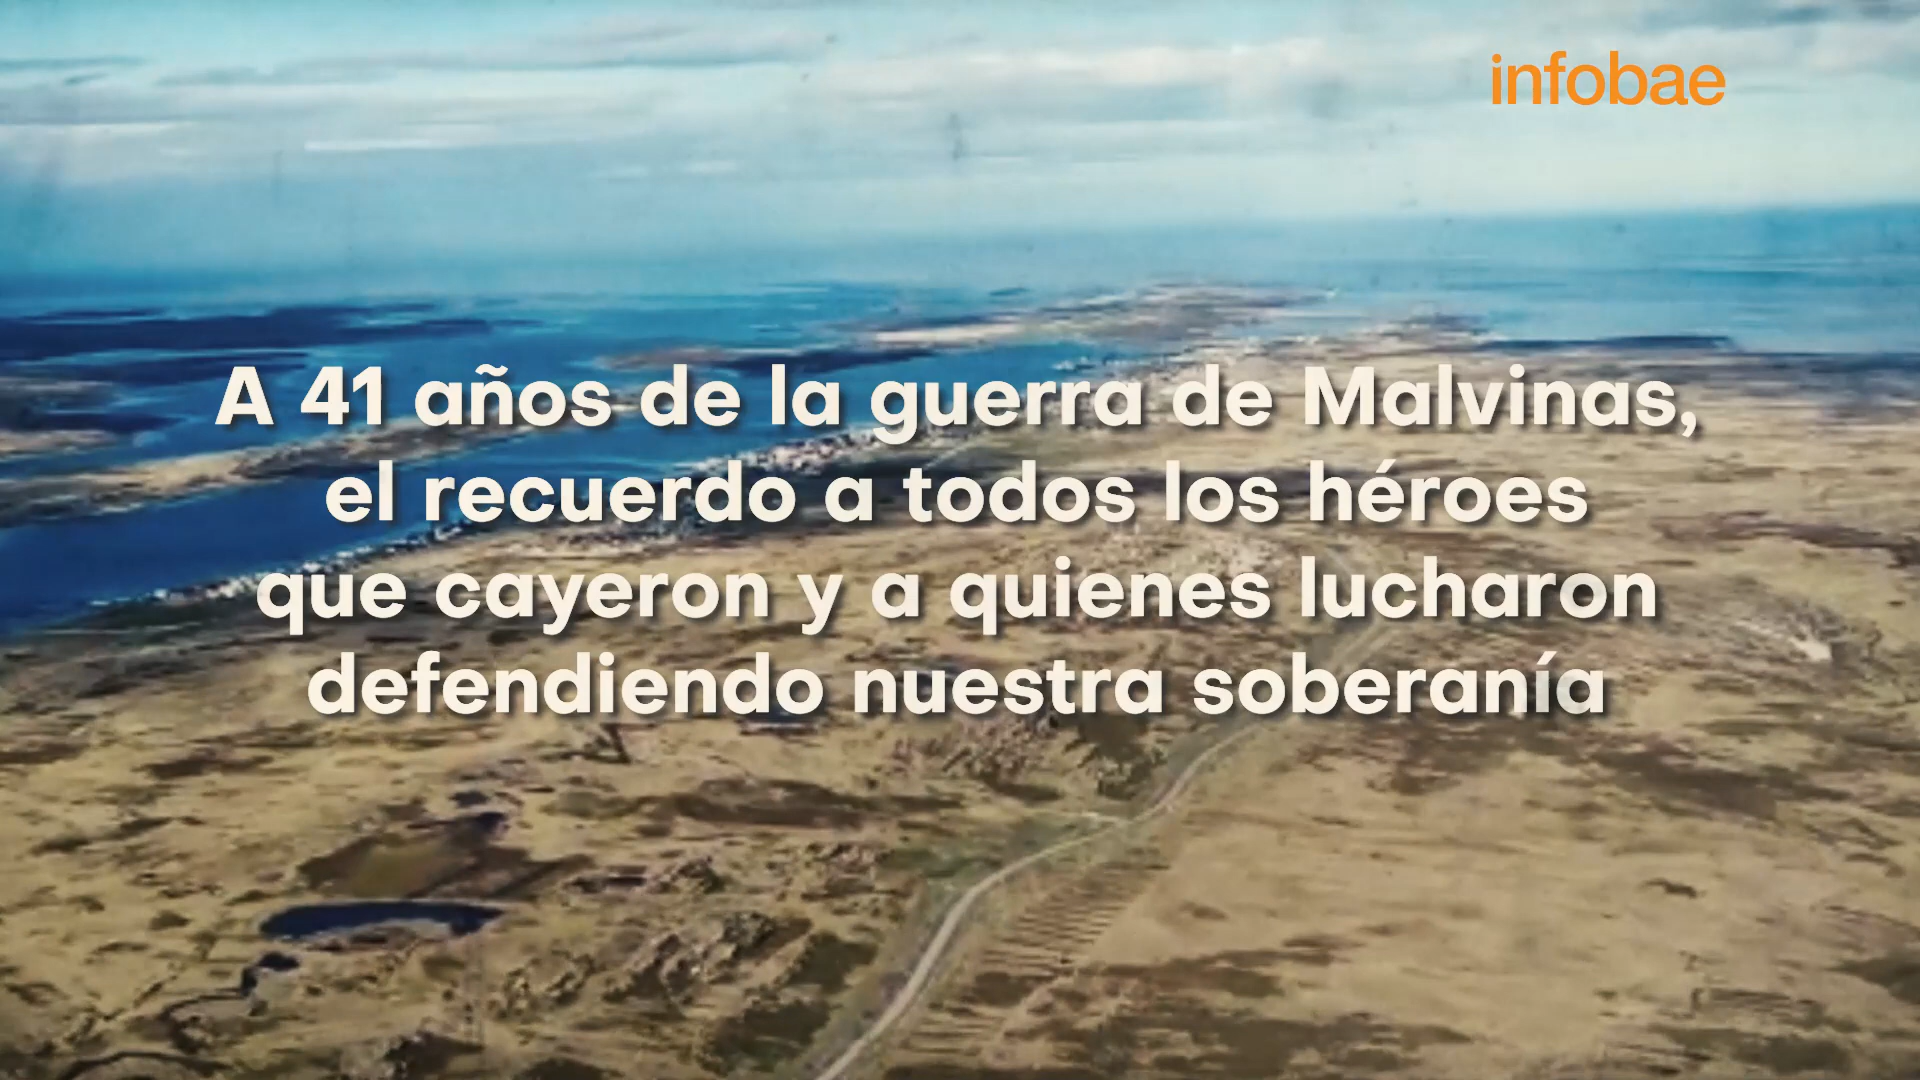 infobae
A 41 años de la guerra de Malvinas,
el recuerdo a todos los héroes
que cayeron y a quienes lucharon
defendiendo nuestra soberanía